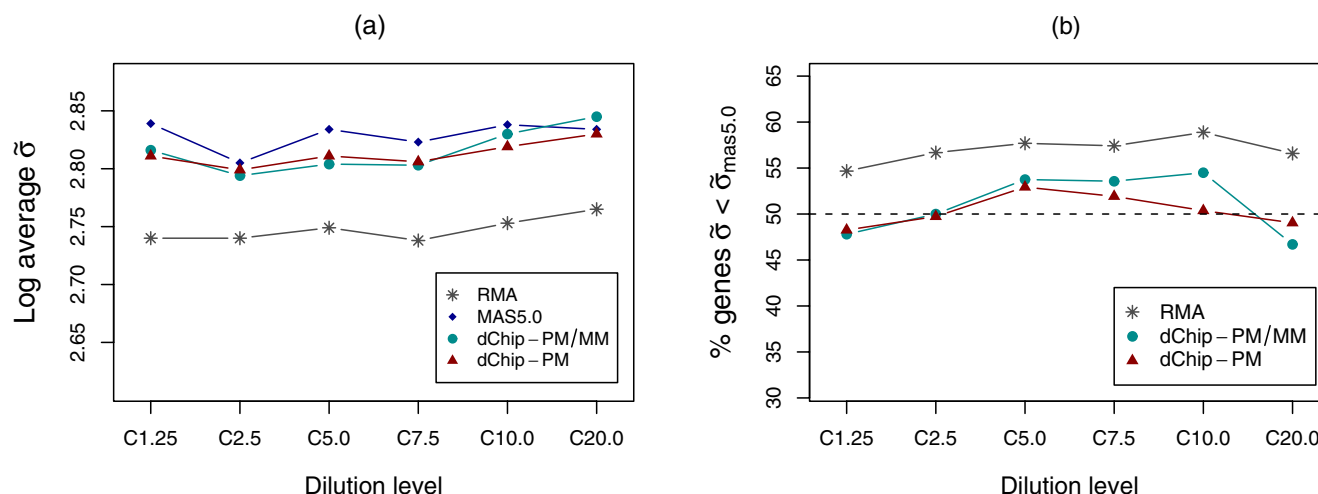 (a)
Log average σ̃
2.85
2.80
2.75
2.70
2.65
RMA
MAS5.0
dChip–PM/MM
dChip–PM
C1.25 C2.5 C5.0 C7.5 C10.0 C20.0
Dilution level
(b)
% genes σ̃ < σ̃mas5.0
65
60
55
50
45
40
35
30
RMA
dChip–PM/MM
dChip–PM
C1.25 C2.5 C5.0 C7.5 C10.0 C20.0
Dilution level